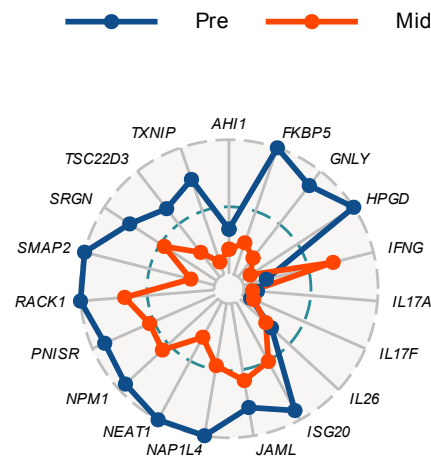 Pre Mid
AHI1
FKBP5
GNLY
HPGD
IFNG
IL17A
IL17F
IL26
ISG20
JAML
NAP1L4
NEAT1
NPM1
PNISR
RACK1
SMAP2
SRGN
TSC22D3
TXNIP